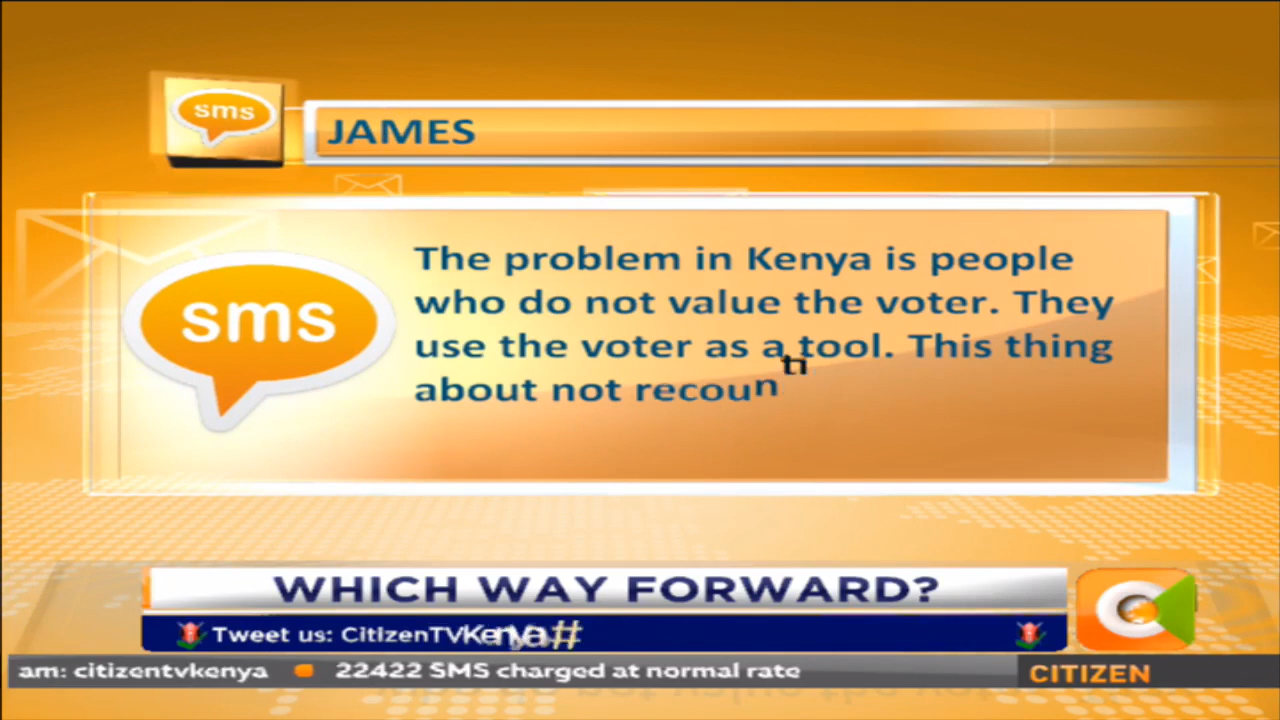 sms
JAMES
sms
The problem in Kenya is people
who do not value the voter. They
use the voter as a tool. This thing
about not recoun
WHICH WAY FORWARD?
Tweet us: CitizenTVKenya#
am: citizentvkenya 22422 SMS charged at normal rate
CITIZEN